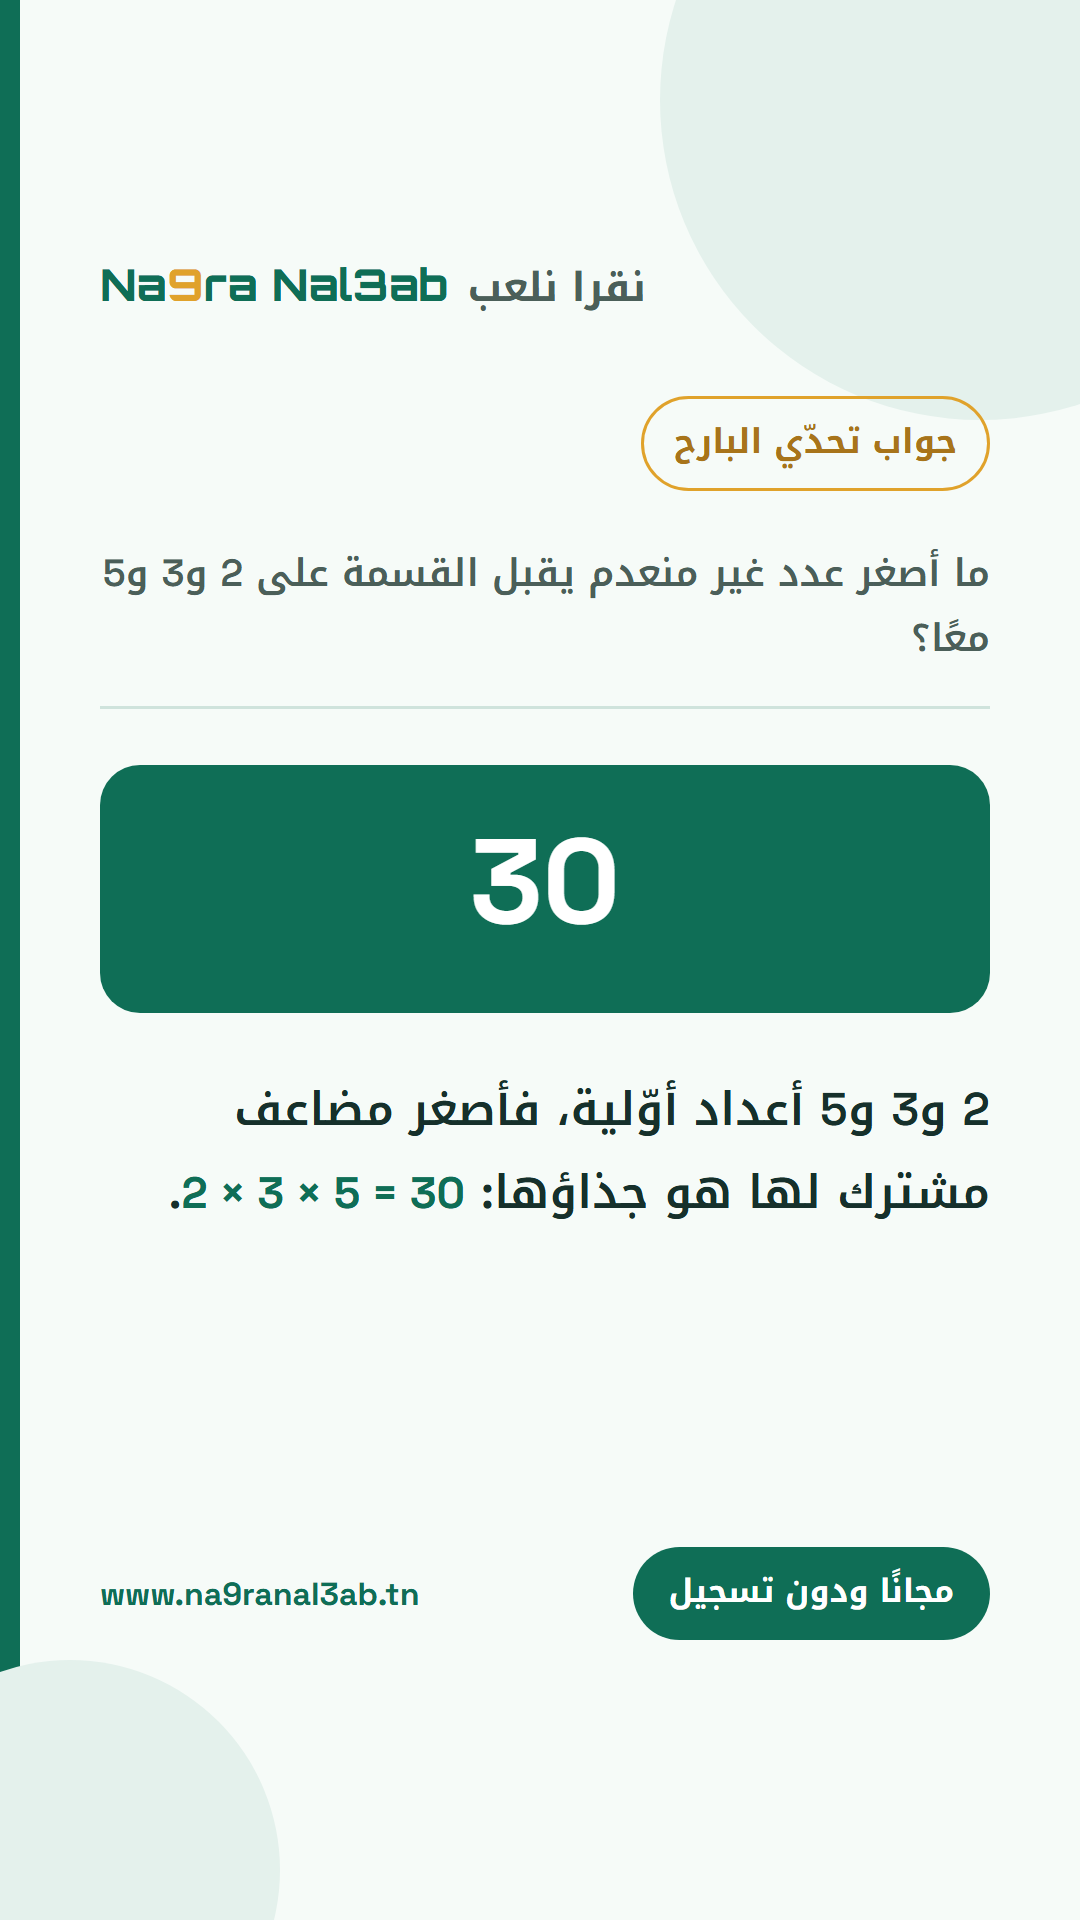 Na9ra Nal3ab نقرا نلعب
جواب تحدّي البارح
ما أصغر عدد غير منعدم يقبل القسمة على 2 و3 و5
معًا؟
30
2 و3 و5 أعداد أوّلية، فأصغر مضاعف
مشترك لها هو جذاؤها: 2 × 3 × 5 = 30.
مجانًا ودون تسجيل
www.na9ranal3ab.tn